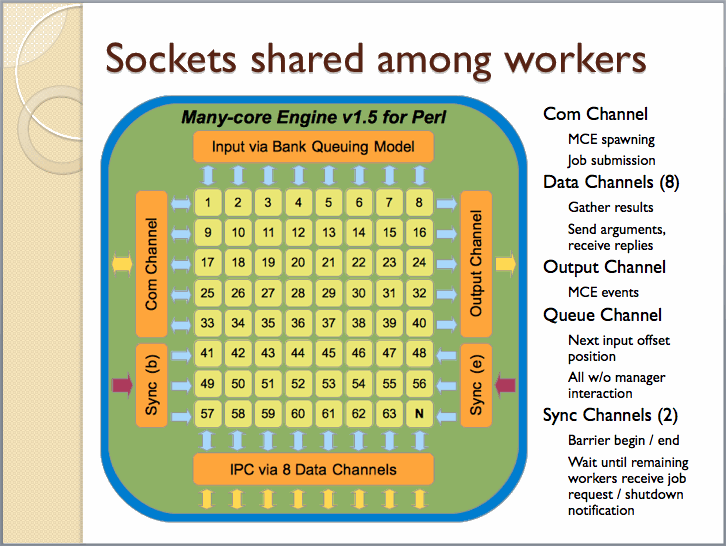 Sockets shared among workers
Many-core Engine v1.5 for Perl
Input via Bank Queuing Model
Com Channel
Sync (b)
1 2 3 4 5 6 7 8
9 10 11 12 13 14 15 16
17 18 19 20 21 22 23 24
25 26 27 28 29 30 31 32
33 34 35 36 37 38 39 40
41 42 43 44 45 46 47 48
49 50 51 52 53 54 55 56
57 58 59 60 61 62 63 N
Output Channel
Sync (e)
IPC via 8 Data Channels
Com Channel
MCE spawning
Job submission
Data Channels (8)
Gather results
Send arguments,
receive replies
Output Channel
MCE events
Queue Channel
Next input offset
position
All w/o manager
interaction
Sync Channels (2)
Barrier begin / end
Wait until remaining
workers receive job
request / shutdown
notification